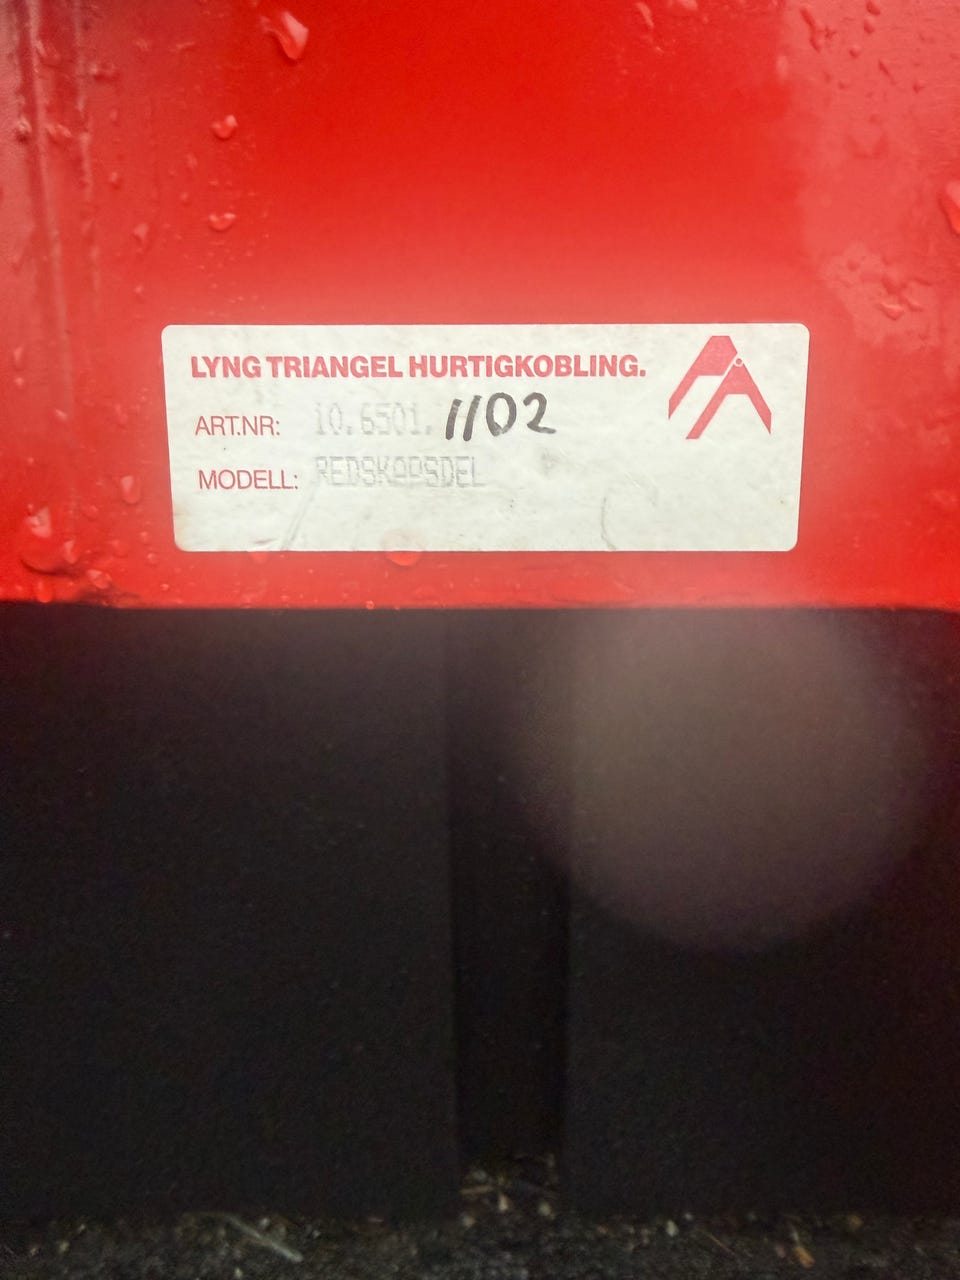 LYNG TRIANGEL HURTIGKOBLING.
ART.NR: 10.6501.1102
MODELL: REDSKAPSDEL